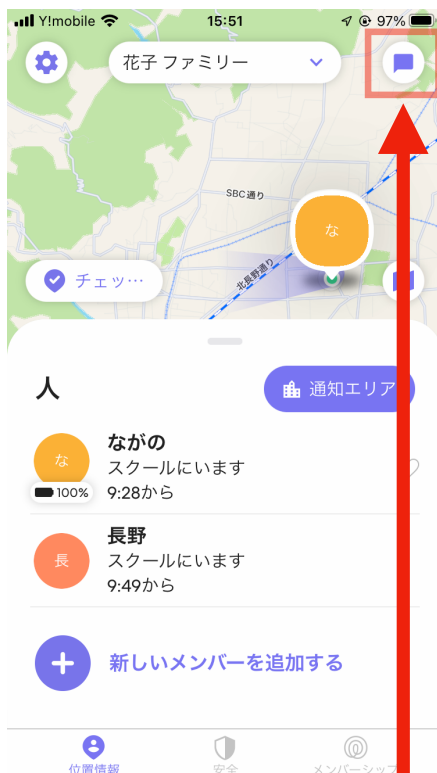 Y!mobile 15:51 97%
花子 ファミリー
SBC通り
な
北長野通り
チェッ…
人
通知エリア
ながの
な
スクールにいます
100%
9:28から
長野
長
スクールにいます
9:49から
新しいメンバーを追加する
位置情報 安全 メンバーシップ